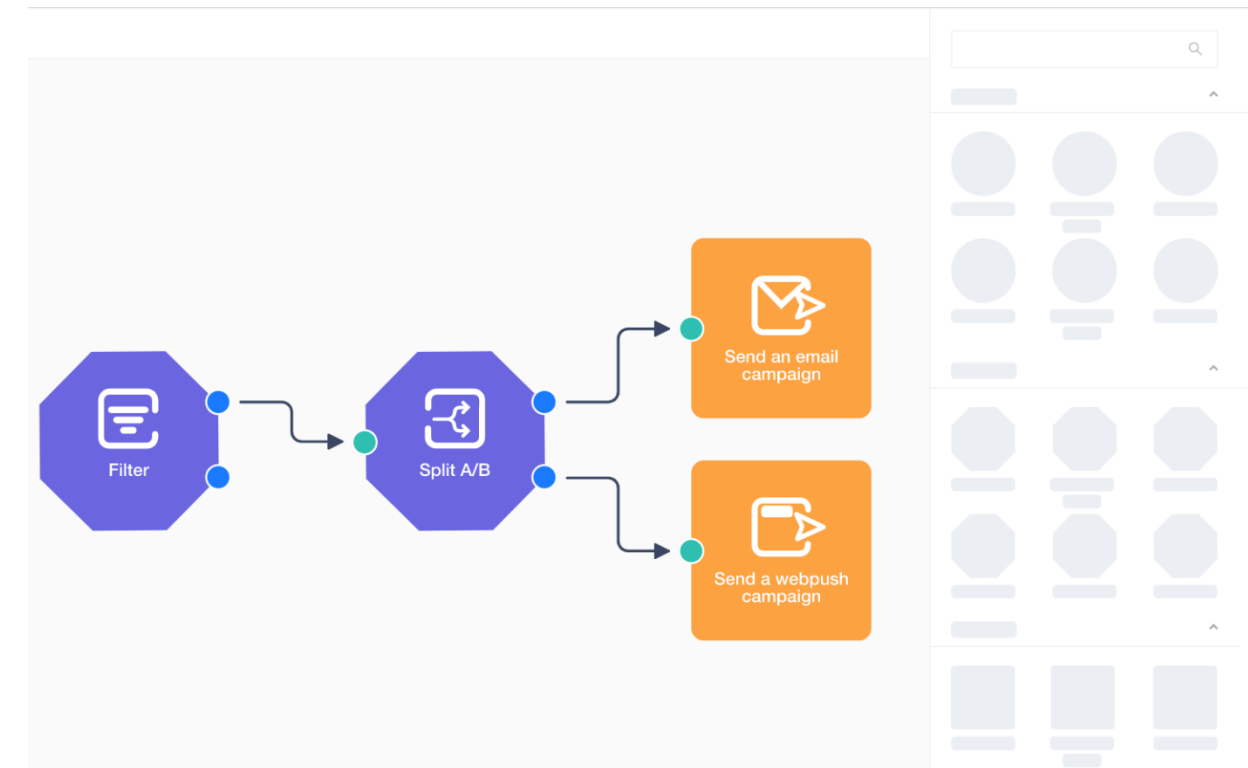 Send an email
campaign
Filter
Split A/B
Send a webpush
campaign